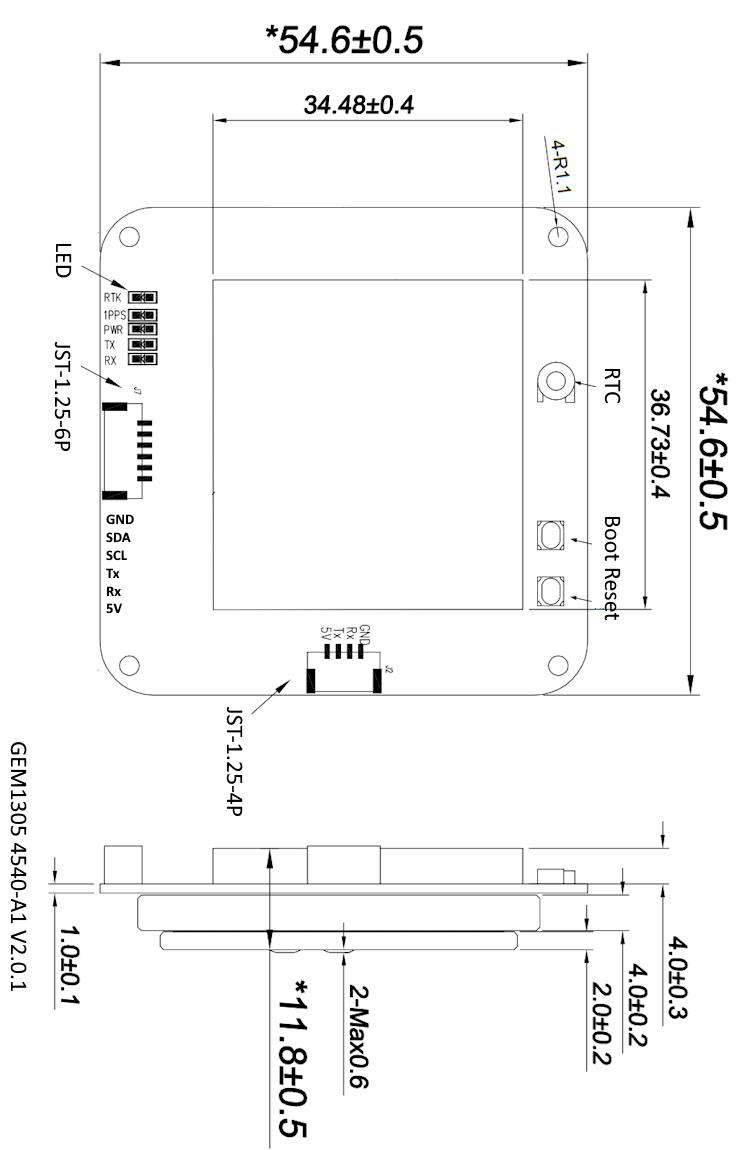 *54.6±0.5
34.48±0.4
4-R1.1
LED
RTK
1PPS
PWR
TX
RX
JST-1.25-6P
J7
GND
SDA
SCL
Tx
Rx
5V
RTC
36.73±0.4
*54.6±0.5
Boot Reset
GND
Rx
Tx
5V
J2
JST-1.25-4P
GEM1305 4540-A1 V2.0.1
1.0±0.1
*11.8±0.5
2-Max0.6
2.0±0.2
4.0±0.2
4.0±0.3